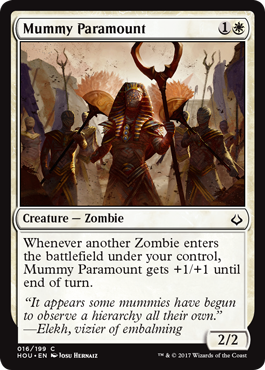 Mummy Paramount 1
Creature — Zombie
Whenever another Zombie enters
the battlefield under your control,
Mummy Paramount gets +1/+1 until
end of turn.
“It appears some mummies have begun
to observe a hierarchy all their own.”
—Elekh, vizier of embalming
2/2
016/199 C
HOU • EN Josu Hernaiz
™ & © 2017 Wizards of the Coast